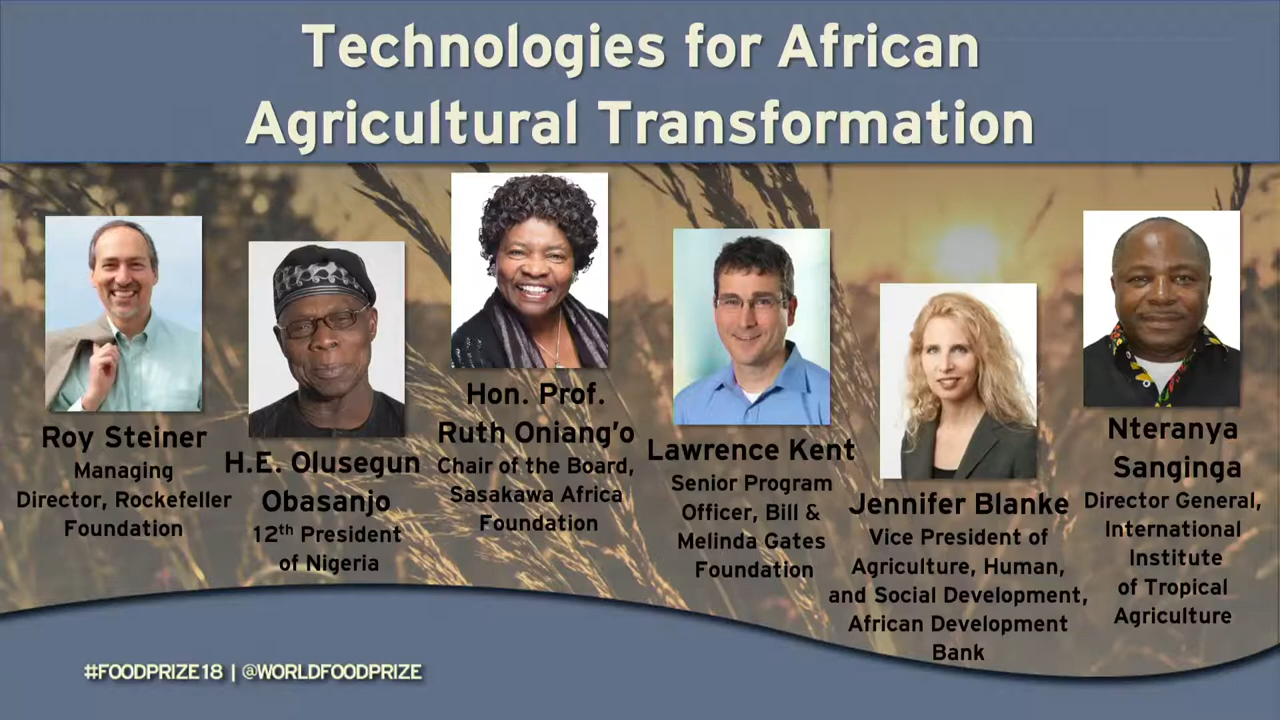 Technologies for African
Agricultural Transformation
Roy Steiner
Managing
Director, Rockefeller
Foundation
H.E. Olusegun
Obasanjo
12th President
of Nigeria
Hon. Prof.
Ruth Oniang'o
Chair of the Board,
Sasakawa Africa
Foundation
Lawrence Kent
Senior Program
Officer, Bill &
Melinda Gates
Foundation
Jennifer Blanke
Vice President of
Agriculture, Human,
and Social Development,
African Development
Bank
Nteranya
Sanginga
Director General,
International
Institute
of Tropical
Agriculture
#FOODPRIZE18 | @WORLDFOODPRIZE